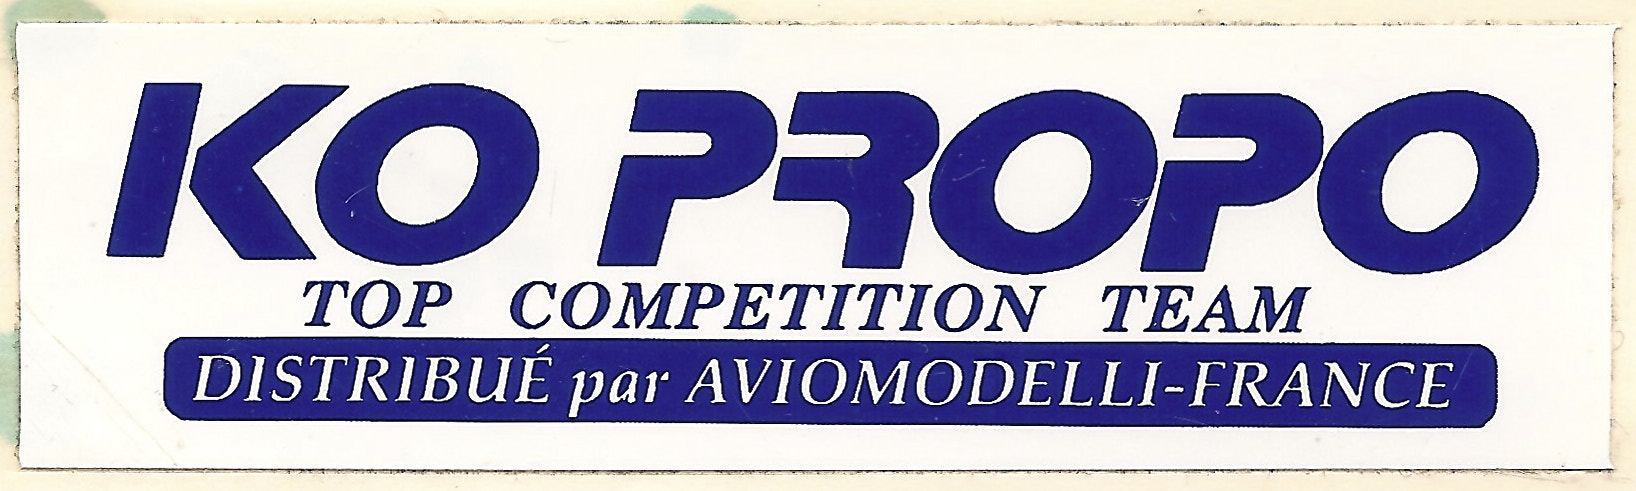 KO PROPO
TOP COMPETITION TEAM
DISTRIBUÉ par AVIOMODELLI-FRANCE